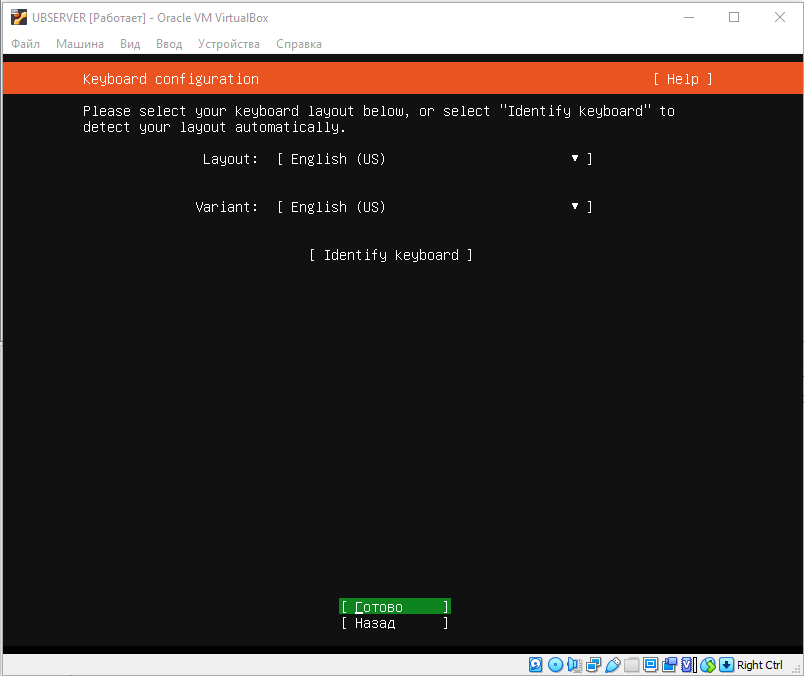 UBSERVER [Работает] - Oracle VM VirtualBox
Файл Машина Вид Ввод Устройства Справка
Keyboard configuration [ Help ]
Please select your keyboard layout below, or select "Identify keyboard" to
detect your layout automatically.
Layout: [ English (US) ▾ ]
Variant: [ English (US) ▾ ]
[ Identify keyboard ]
[ Готово ]
[ Назад ]
Right Ctrl